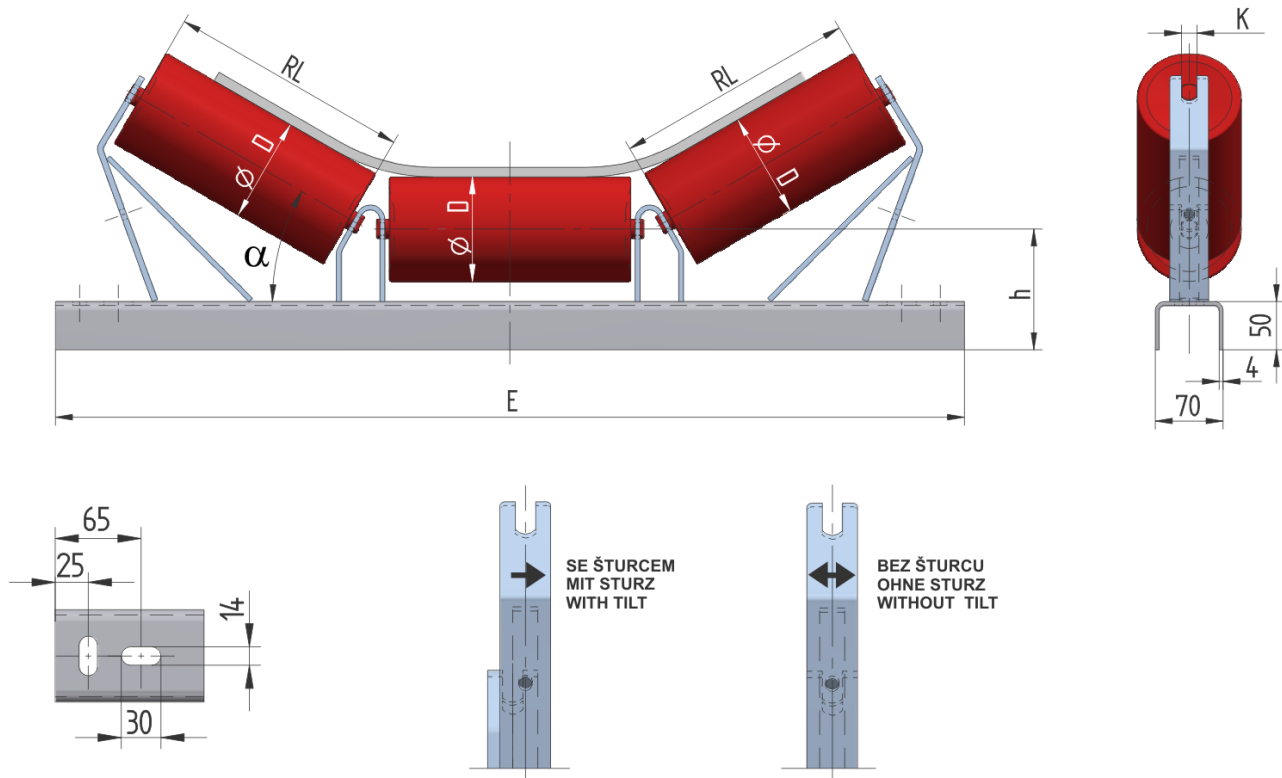 RL
RL
K
Ø D
Ø D
Ø D
α
h
50
4
70
E
65
25
14
30
SE ŠTURCEM
MIT STURZ
WITH TILT
BEZ ŠTURCU
OHNE STURZ
WITHOUT TILT